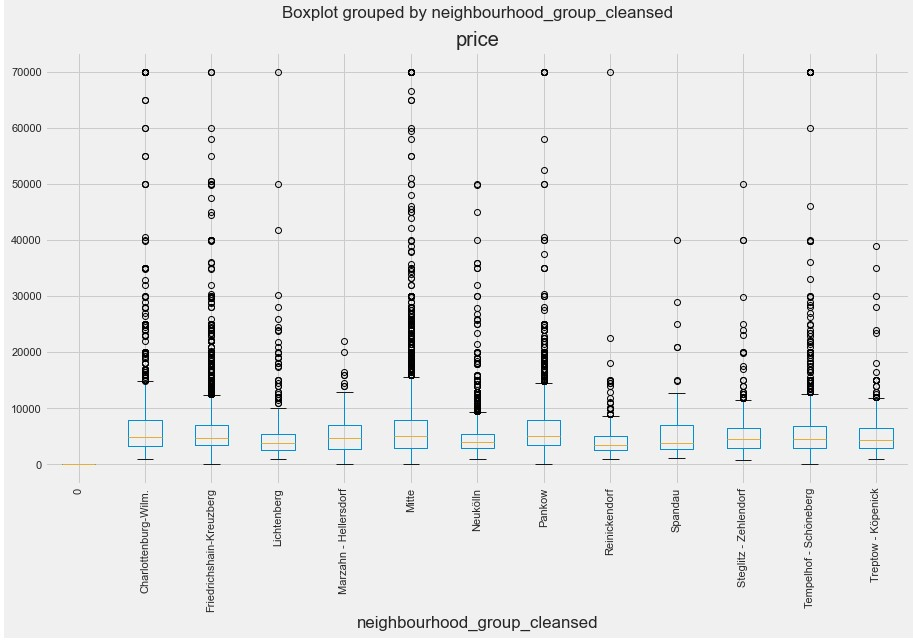 Boxplot grouped by neighbourhood_group_cleansed
price
70000
60000
50000
40000
30000
20000
10000
0
0
Charlottenburg-Wilm.
Friedrichshain-Kreuzberg
Lichtenberg
Marzahn - Hellersdorf
Mitte
Neukölln
Pankow
Reinickendorf
Spandau
Steglitz - Zehlendorf
Tempelhof - Schöneberg
Treptow - Köpenick
neighbourhood_group_cleansed